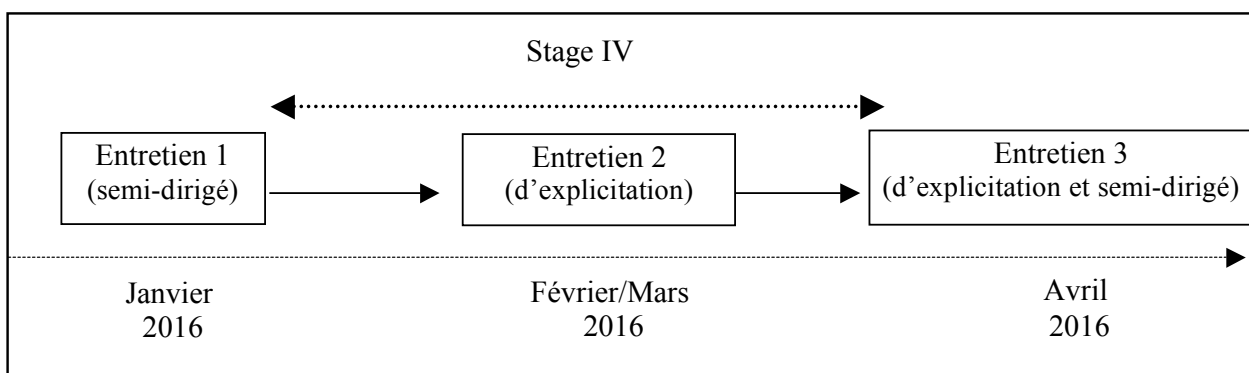 Stage IV
Entretien 1
(semi-dirigé)
Entretien 2
(d’explicitation)
Entretien 3
(d’explicitation et semi-dirigé)
Janvier
2016
Février/Mars
2016
Avril
2016